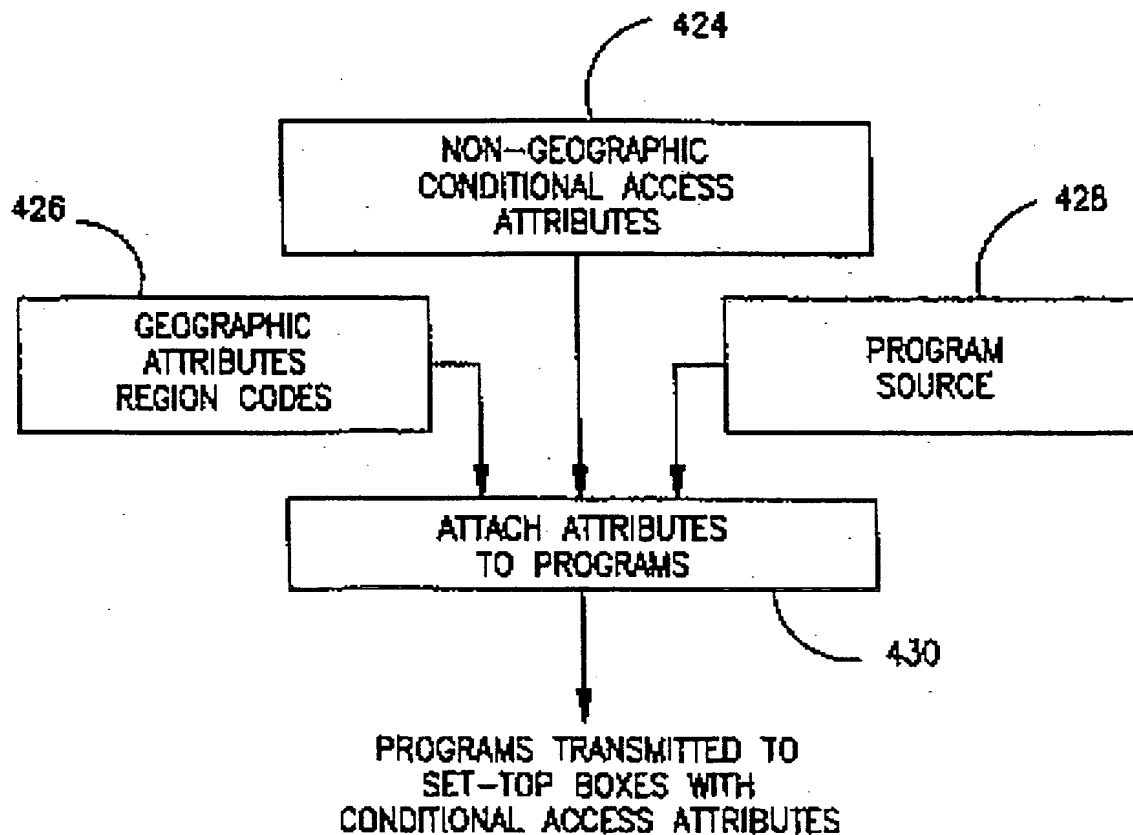 424
NON-GEOGRAPHIC
CONDITIONAL ACCESS
ATTRIBUTES
426
428
GEOGRAPHIC
ATTRIBUTES
REGION CODES
PROGRAM
SOURCE
ATTACH ATTRIBUTES
TO PROGRAMS
430
PROGRAMS TRANSMITTED TO
SET-TOP BOXES WITH
CONDITIONAL ACCESS ATTRIBUTES